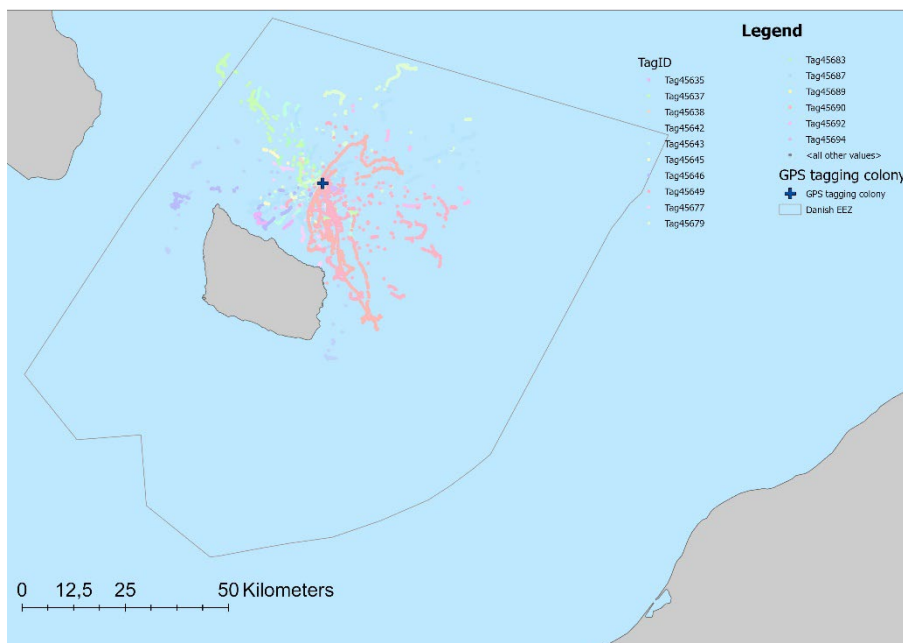 Legend
TagID
Tag45635
Tag45637
Tag45638
Tag45642
Tag45643
Tag45645
Tag45646
Tag45649
Tag45677
Tag45679
Tag45683
Tag45687
Tag45689
Tag45690
Tag45692
Tag45694
<all other values>
GPS tagging colony
GPS tagging colony
Danish EEZ
0 12,5 25 50 Kilometers